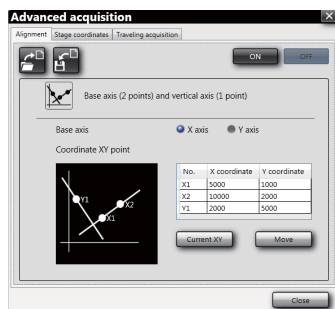 Advanced acquisition
Alignment Stage coordinates Traveling acquisition
ON OFF
Base axis (2 points) and vertical axis (1 point)
Base axis X axis Y axis
Coordinate XY point
No. X coordinate Y coordinate
X1 5000 1000
X2 10000 2000
Y1 2000 5000
Y1
X2
X1
Current XY Move
Close